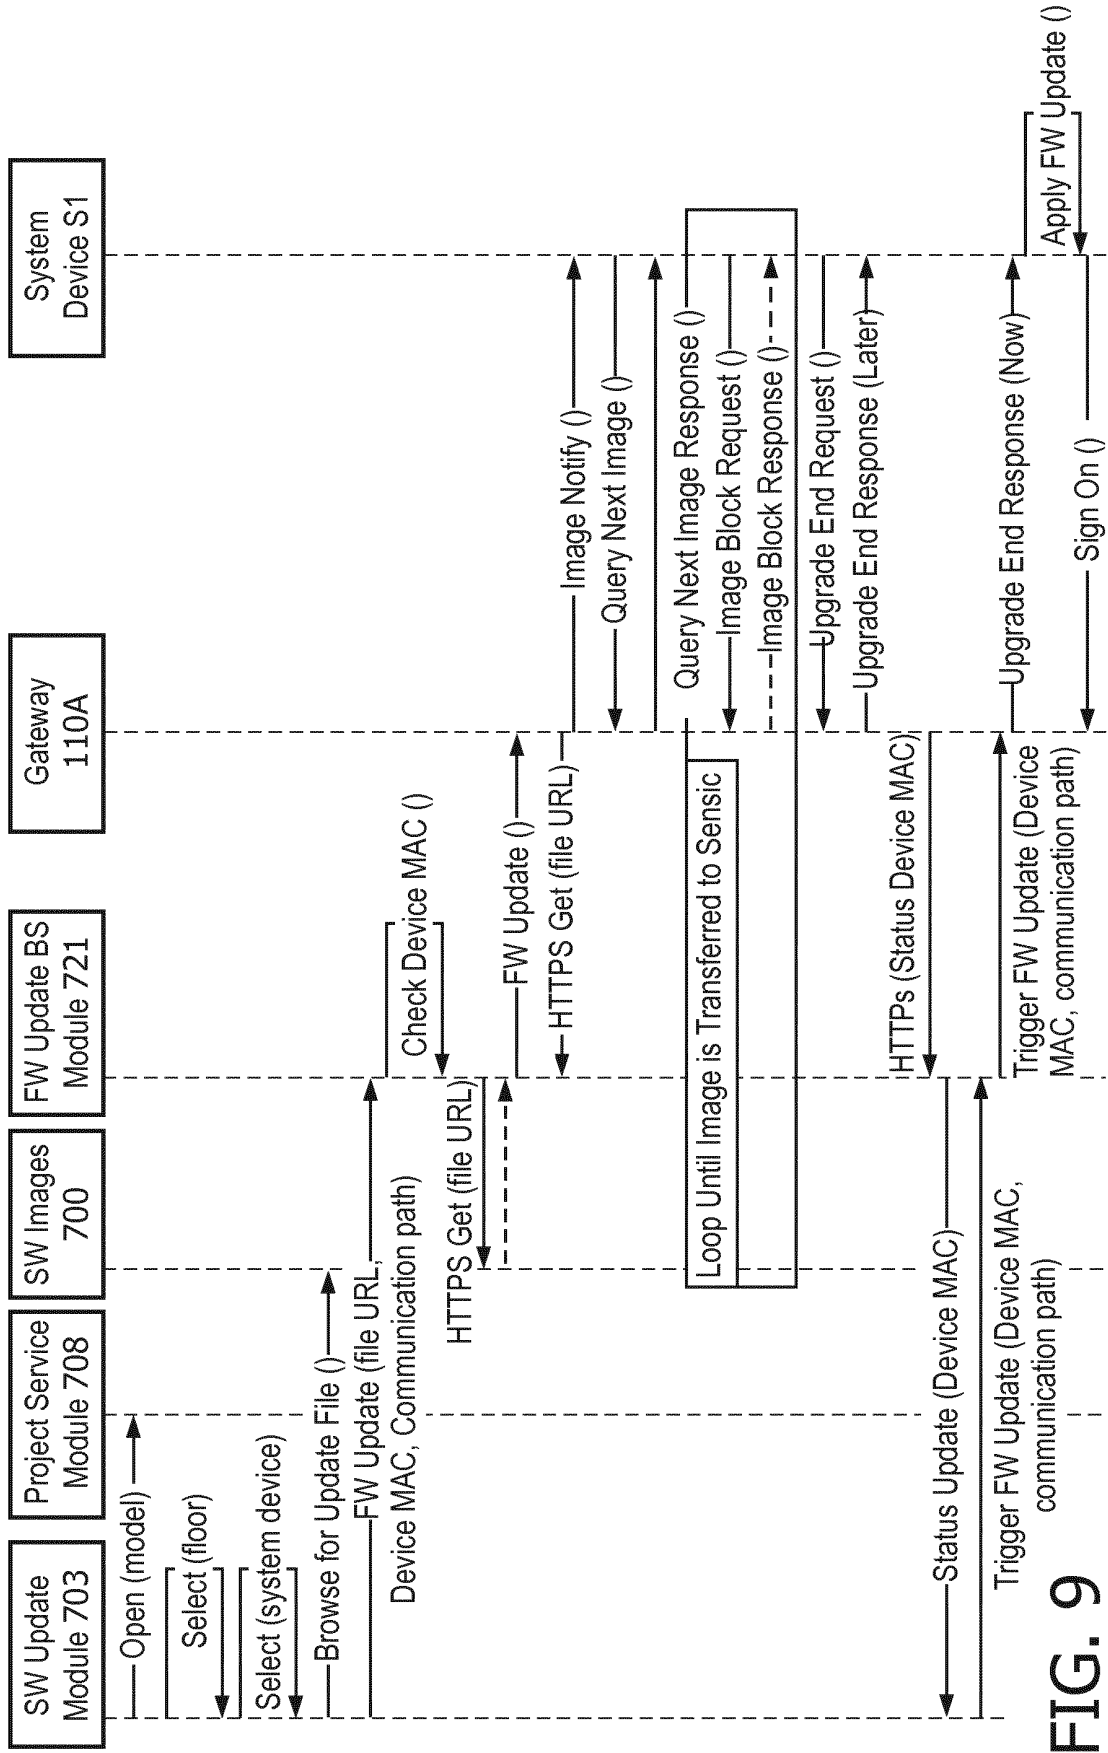 SW Update
Module 703
Project Service
Module 708
SW Images
700
FW Update BS
Module 721
Gateway
110A
System
Device S1
Open (model)
Select (floor)
Select (system device)
Browse for Update File ()
FW Update (file URL,
Device MAC, Communication path)
Check Device MAC ()
HTTPS Get (file URL)
FW Update ()
HTTPS Get (file URL)
Image Notify ()
Query Next Image ()
Query Next Image Response ()
Loop Until Image is Transferred to Sensic
Image Block Request ()
Image Block Response ()
Upgrade End Request ()
Upgrade End Response (Later)
HTTPs (Status Device MAC)
Status Update (Device MAC)
Trigger FW Update (Device MAC,
communication path)
Trigger FW Update (Device
MAC, communication path)
Upgrade End Response (Now)
Apply FW Update ()
Sign On ()
FIG. 9